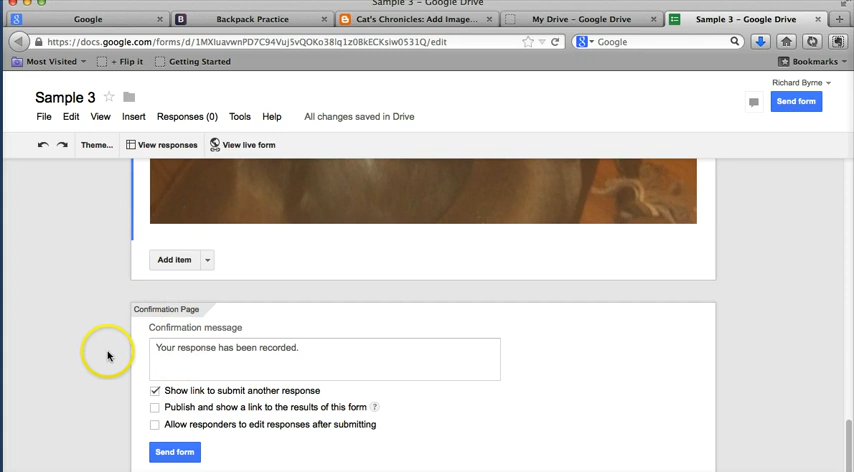 Sample 3 – Google Drive
Google
Backpack Practice
Cat's Chronicles: Add Image...
My Drive – Google Drive
Sample 3 – Google Drive
https://docs.google.com/forms/d/1MXIuavwnPD7C94Vuj5vQOKo38lq1z0BkECKsiw0531Q/edit
Google
Most Visited
+ Flip it
Getting Started
Bookmarks
Richard Byrne
Sample 3
Send form
File Edit View Insert Responses (0) Tools Help All changes saved in Drive
Theme... View responses View live form
Add item
Confirmation Page
Confirmation message
Your response has been recorded.
Show link to submit another response
Publish and show a link to the results of this form ?
Allow responders to edit responses after submitting
Send form